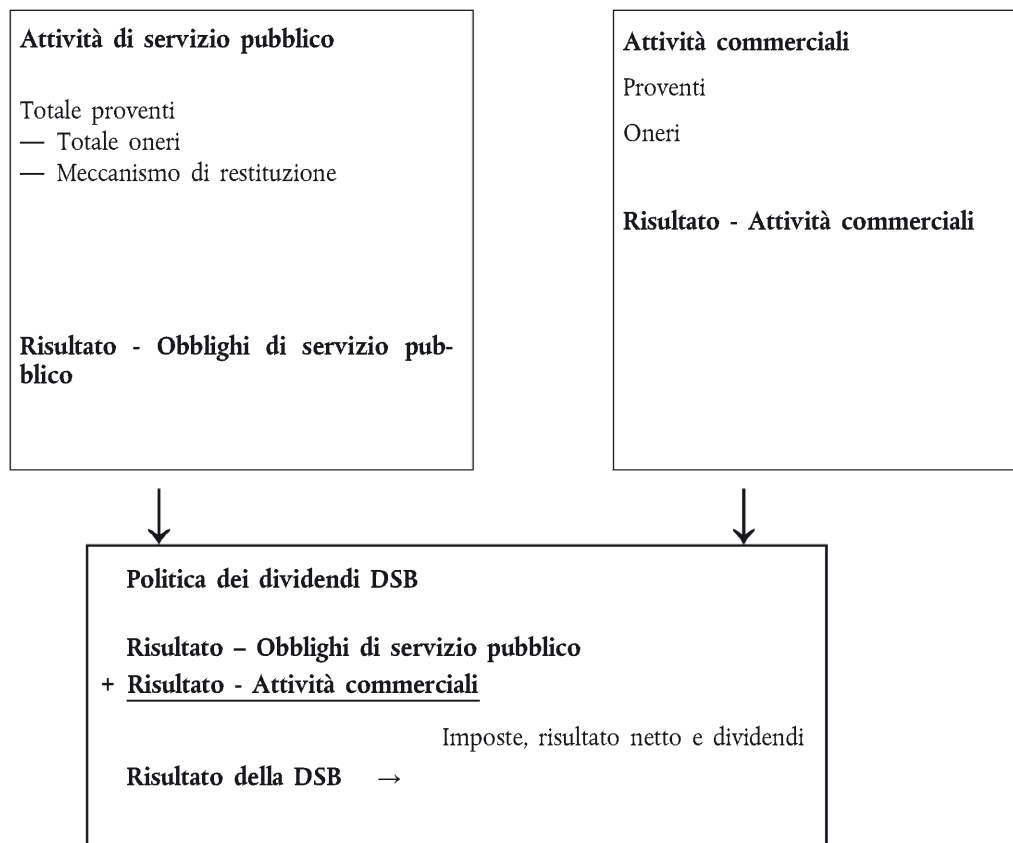 Attività di servizio pubblico
Totale proventi
— Totale oneri
— Meccanismo di restituzione
Risultato - Obblighi di servizio pub-
blico
Attività commerciali
Proventi
Oneri
Risultato - Attività commerciali
Politica dei dividendi DSB
Risultato – Obblighi di servizio pubblico
+ Risultato - Attività commerciali
Imposte, risultato netto e dividendi
Risultato della DSB →